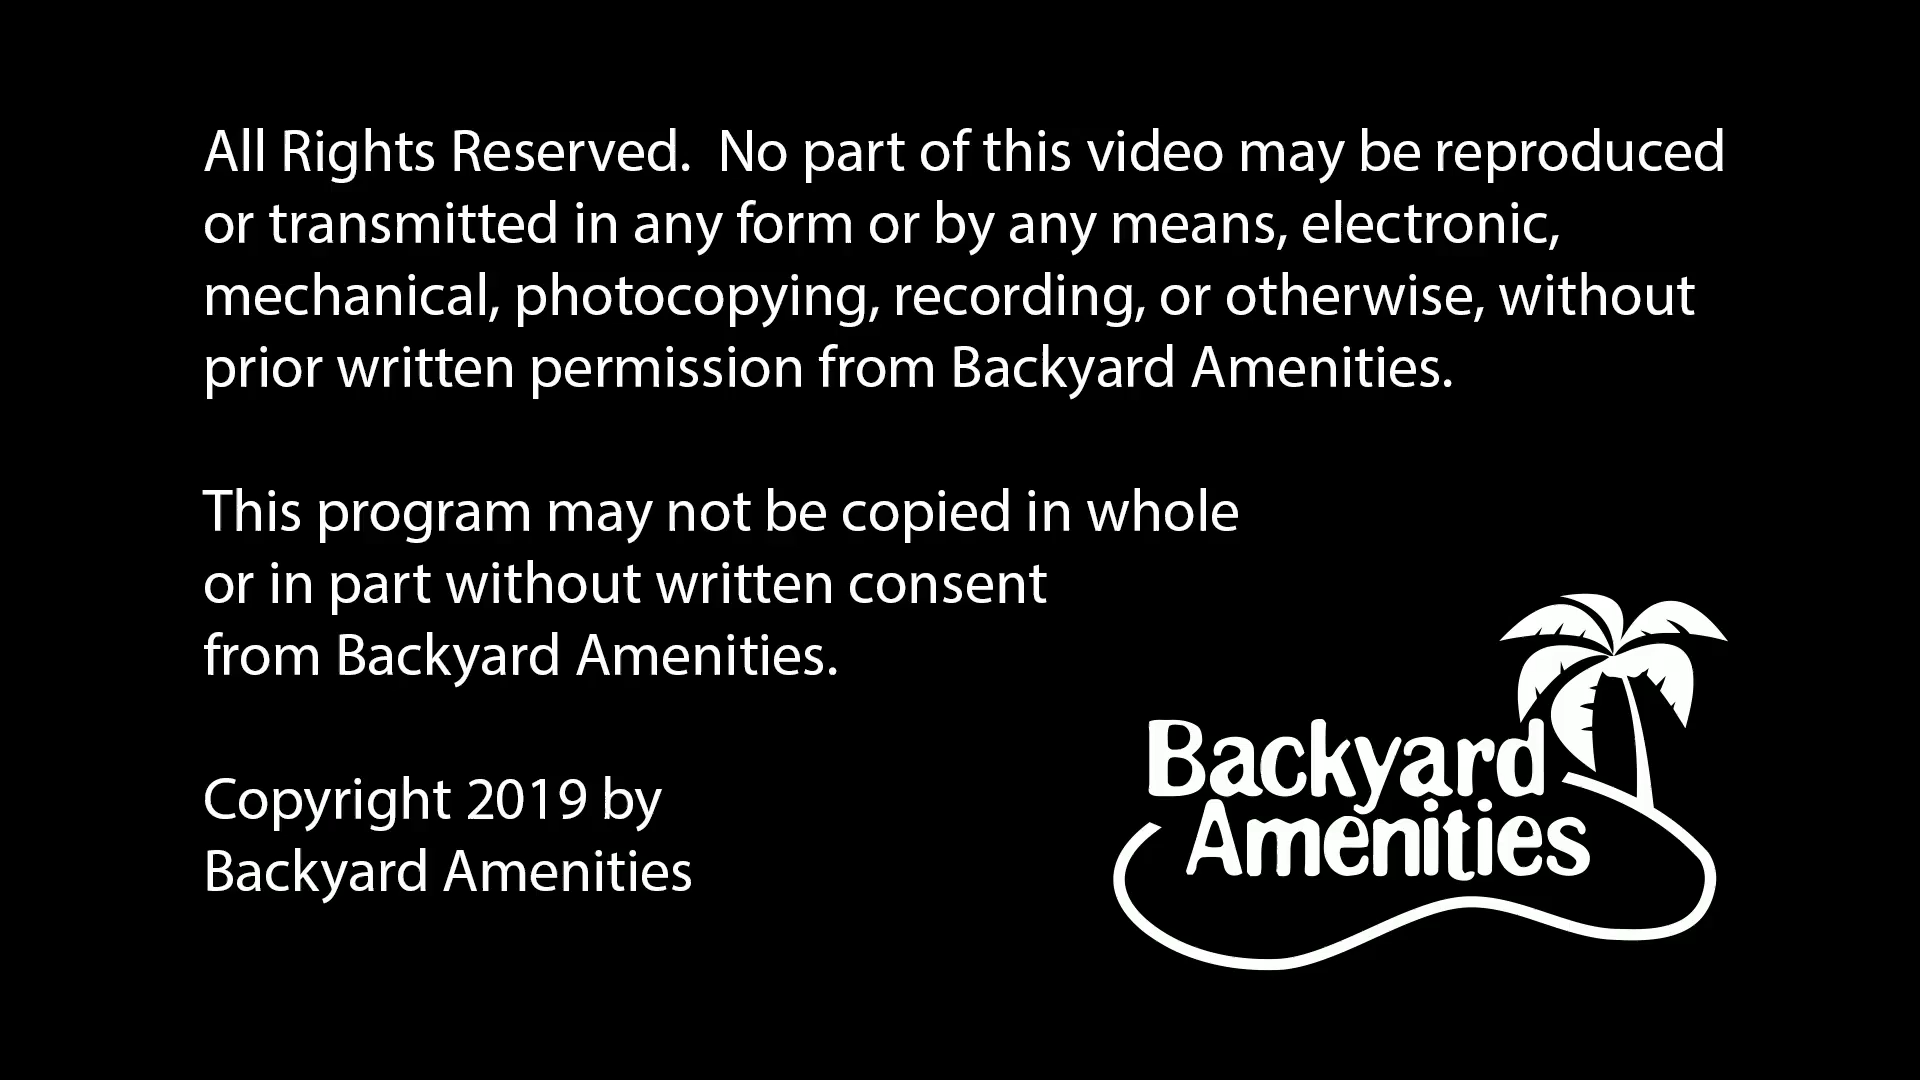 All Rights Reserved.  No part of this video may be reproduced
or transmitted in any form or by any means, electronic,
mechanical, photocopying, recording, or otherwise, without
prior written permission from Backyard Amenities.
This program may not be copied in whole
or in part without written consent
from Backyard Amenities.
Copyright 2019 by
Backyard Amenities
Backyard
Amenities